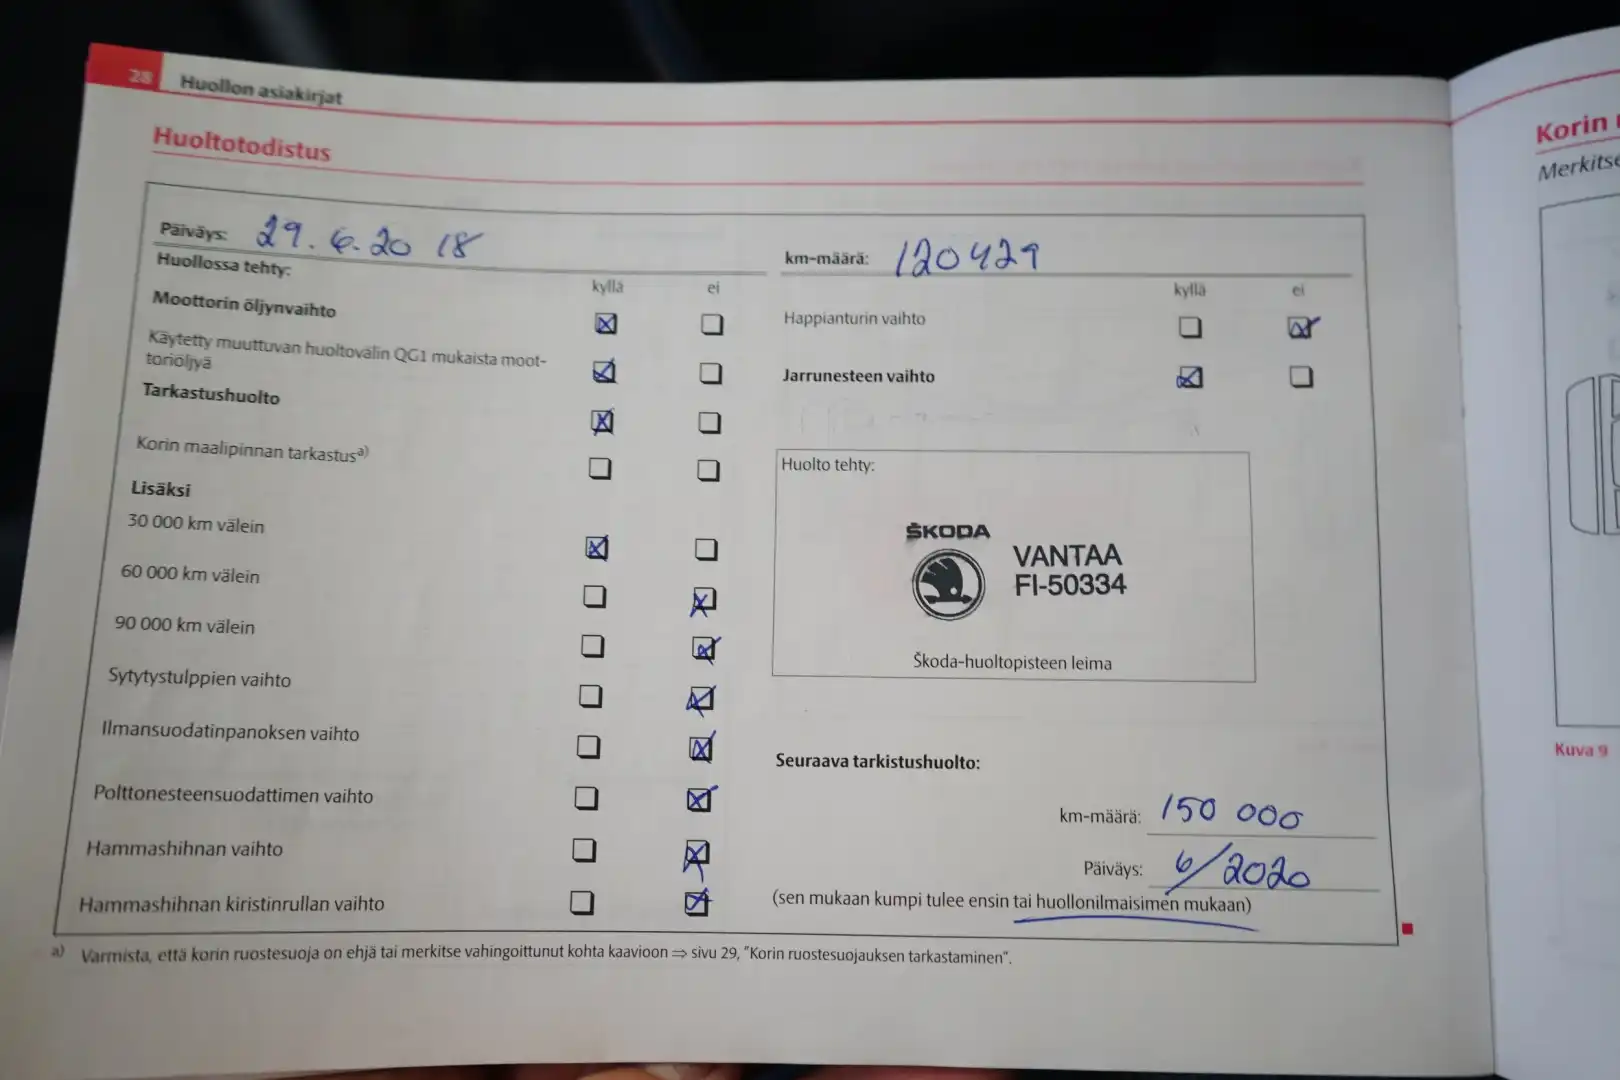 28 Huollon asiakirjat
Huoltotodistus
Päiväys: 29.6.20 18
Huollossa tehty:
kyllä ei
Moottorin öljynvaihto
Käytetty muuttuvan huoltovälin QG1 mukaista moot-
toriöljyä
Tarkastushuolto
Korin maalipinnan tarkastusa)
Lisäksi
30 000 km välein
60 000 km välein
90 000 km välein
Sytytystulppien vaihto
Ilmansuodatinpanoksen vaihto
Polttonesteensuodattimen vaihto
Hammashihnan vaihto
Hammashihnan kiristinrullan vaihto
km-määrä: 120429
kyllä ei
Happianturin vaihto
Jarrunesteen vaihto
Huolto tehty:
ŠKODA
VANTAA
FI-50334
Škoda-huoltopisteen leima
Seuraava tarkistushuolto:
km-määrä: 150 000
Päiväys: 6/2020
(sen mukaan kumpi tulee ensin tai huollonilmaisimen mukaan)
a) Varmista, että korin ruostesuoja on ehjä tai merkitse vahingoittunut kohta kaavioon ⇒ sivu 29, "Korin ruostesuojauksen tarkastaminen".
Korin
Merkitse
Kuva 9